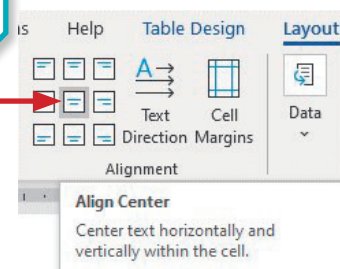 Help Table Design Layout
Text Cell Data
Direction Margins
Alignment
Align Center
Center text horizontally and
vertically within the cell.